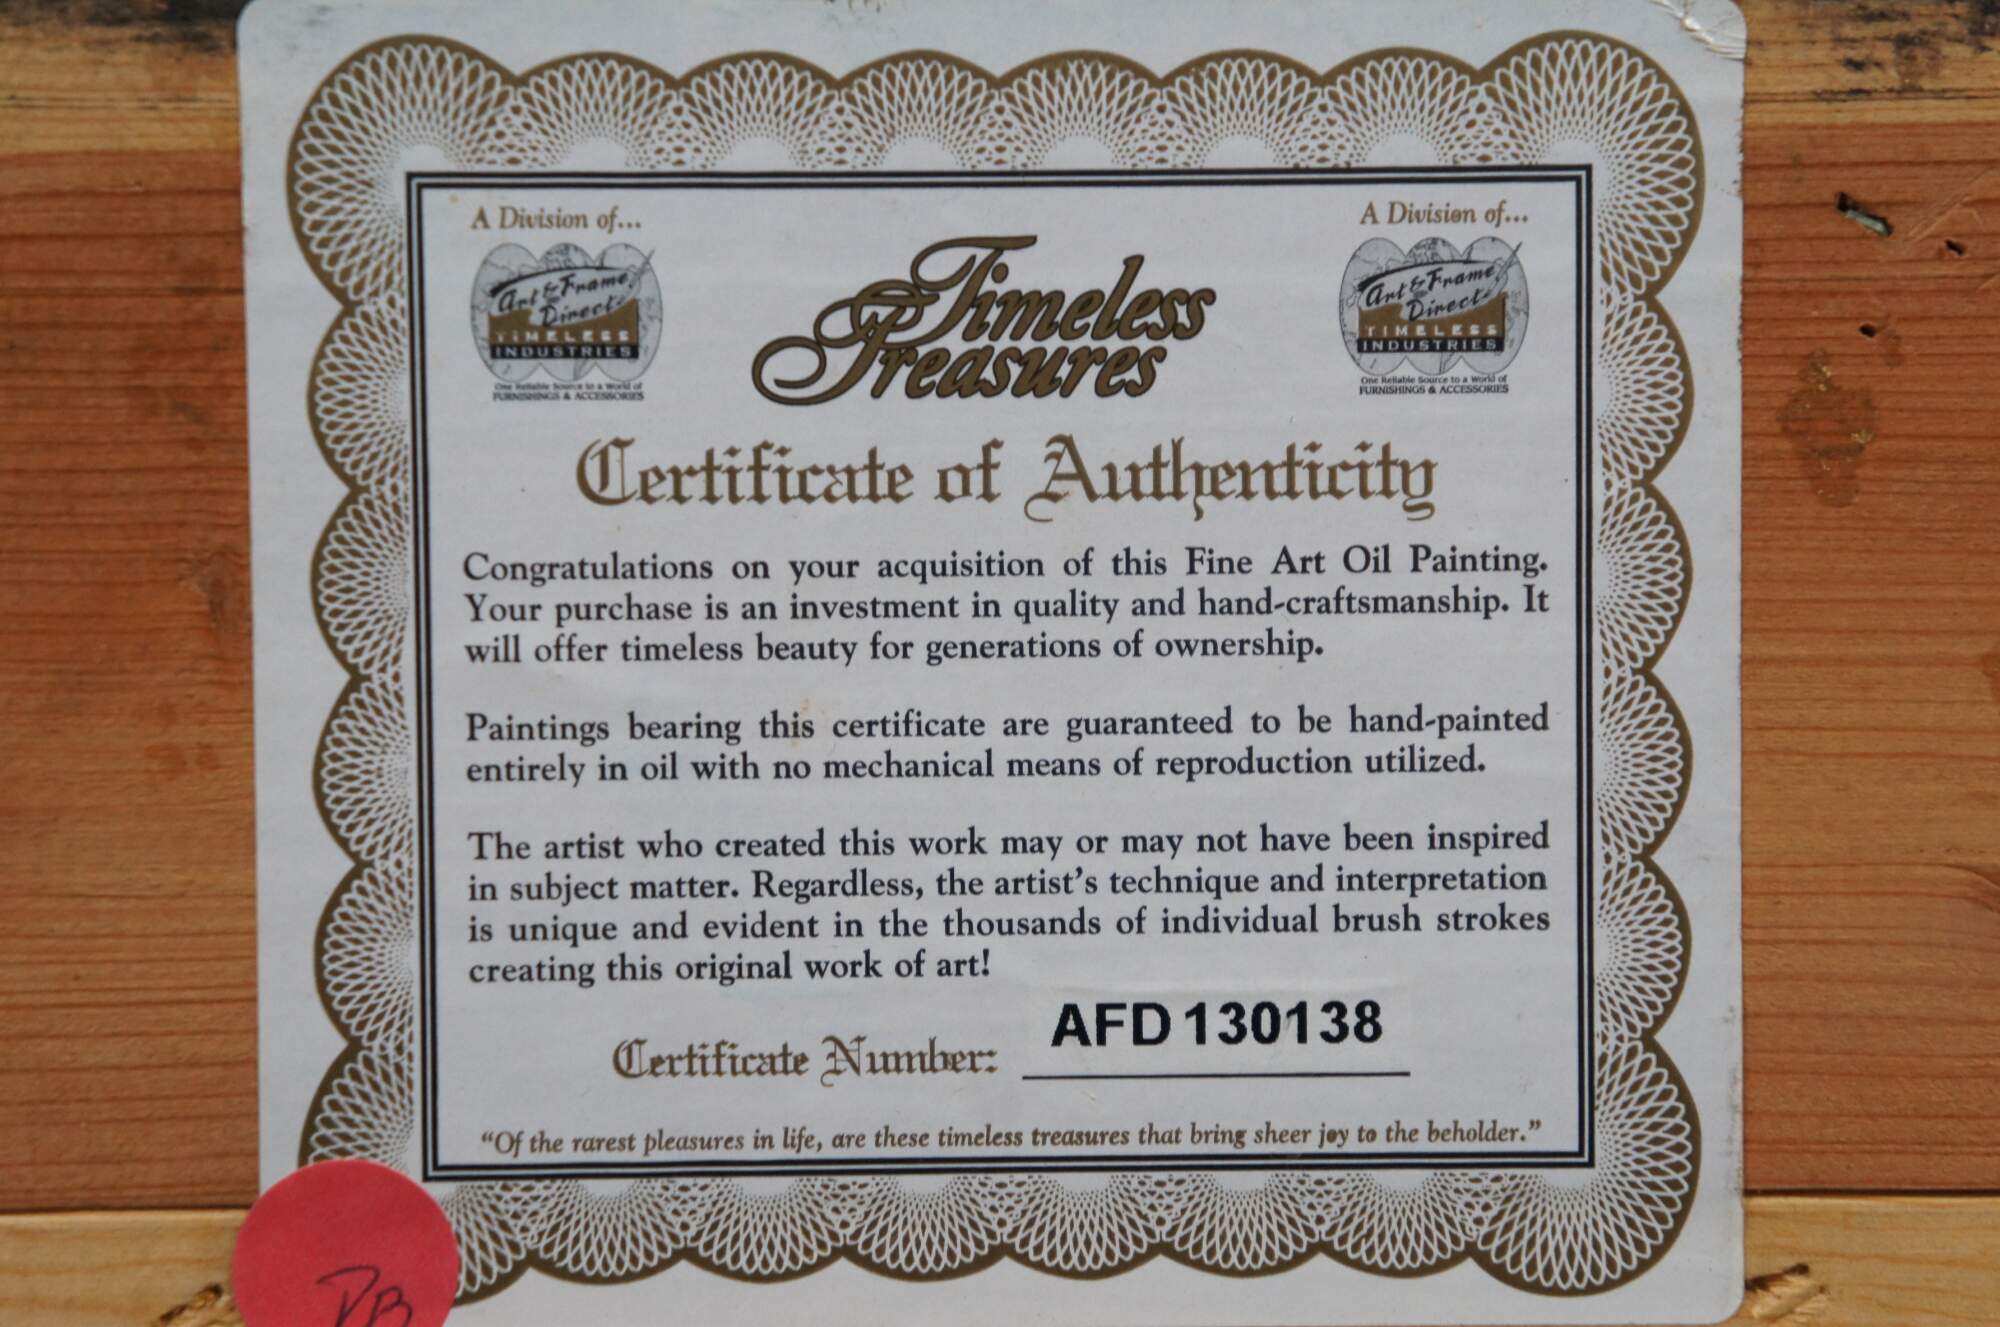 A Division of...
Art & Frame
Direct
TIMELESS
INDUSTRIES
One Reliable Source to a World of
FURNISHINGS & ACCESSORIES
Timeless
Treasures
A Division of...
Art & Frame
Direct
TIMELESS
INDUSTRIES
One Reliable Source to a World of
FURNISHINGS & ACCESSORIES
Certificate of Authenticity
Congratulations on your acquisition of this Fine Art Oil Painting.
Your purchase is an investment in quality and hand-craftsmanship. It
will offer timeless beauty for generations of ownership.
Paintings bearing this certificate are guaranteed to be hand-painted
entirely in oil with no mechanical means of reproduction utilized.
The artist who created this work may or may not have been inspired
in subject matter. Regardless, the artist's technique and interpretation
is unique and evident in the thousands of individual brush strokes
creating this original work of art!
Certificate Number: AFD 130138
"Of the rarest pleasures in life, are these timeless treasures that bring sheer joy to the beholder."